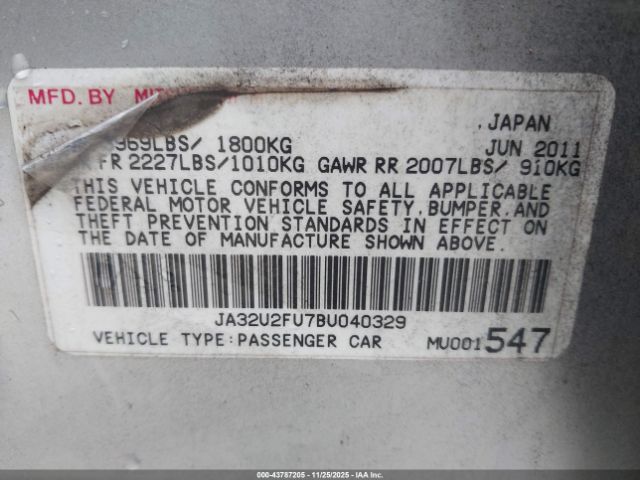 MFD. BY
JAPAN
969LBS/ 1800KG JUN 2011
FR 2227LBS/1010KG GAWR RR 2007LBS/ 910KG
THIS VEHICLE CONFORMS TO ALL APPLICABLE
FEDERAL MOTOR VEHICLE SAFETY, BUMPER, AND
THEFT PREVENTION STANDARDS IN EFFECT ON
THE DATE OF MANUFACTURE SHOWN ABOVE.
JA32U2FU7BU040329
VEHICLE TYPE:PASSENGER CAR MU001547
000-43787205 - 11/25/2025 - IAAI.COM